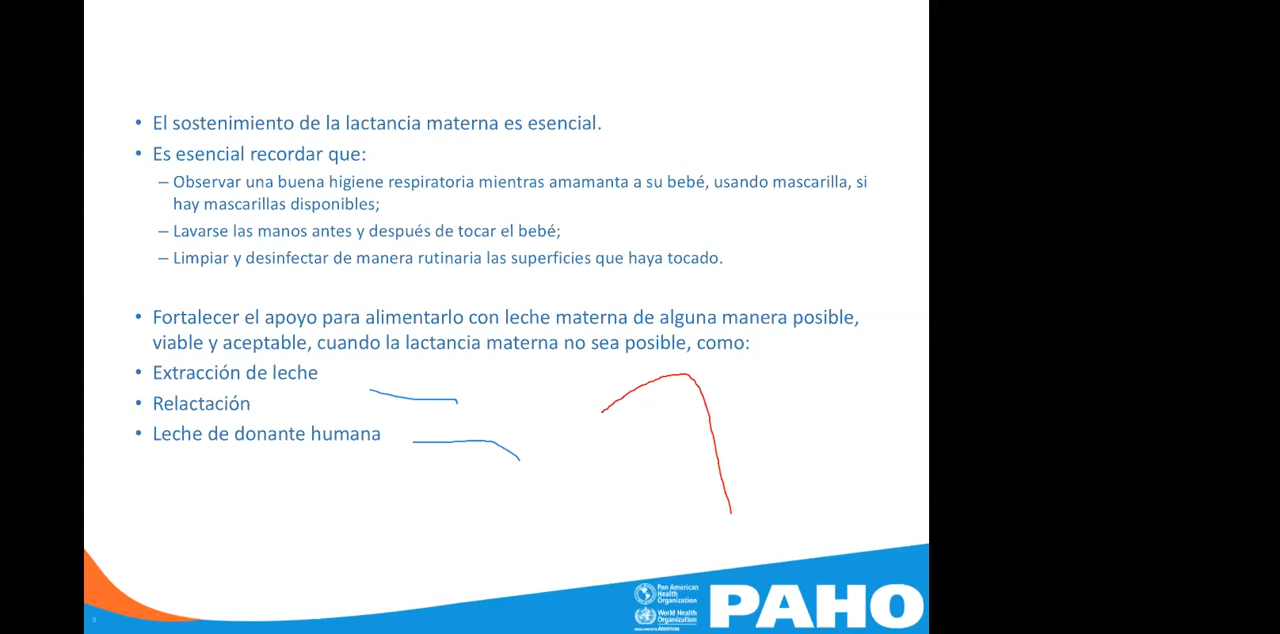 • El sostenimiento de la lactancia materna es esencial.
• Es esencial recordar que:
– Observar una buena higiene respiratoria mientras amamanta a su bebé, usando mascarilla, si
hay mascarillas disponibles;
– Lavarse las manos antes y después de tocar el bebé;
– Limpiar y desinfectar de manera rutinaria las superficies que haya tocado.
• Fortalecer el apoyo para alimentarlo con leche materna de alguna manera posible,
viable y aceptable, cuando la lactancia materna no sea posible, como:
• Extracción de leche
• Relactación
• Leche de donante humana
Pan American
Health
Organization
World Health
Organization
Americas
PAHO